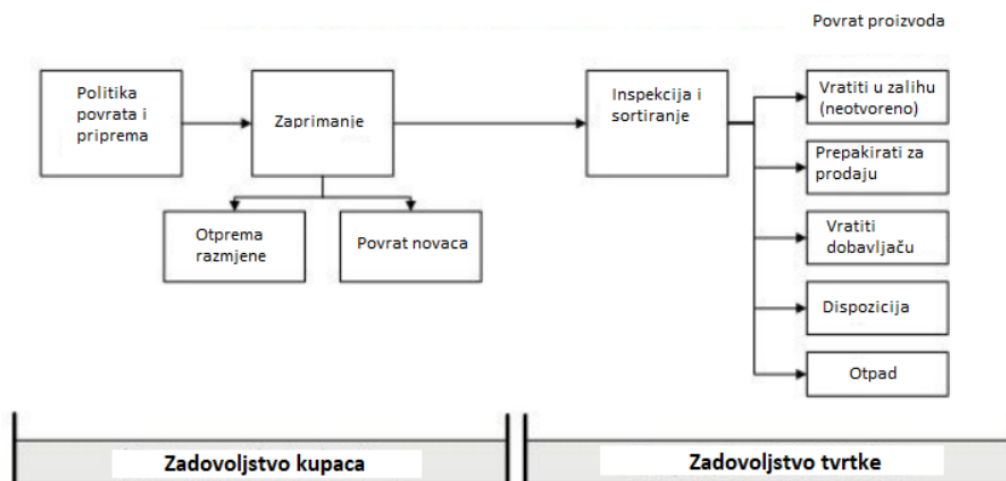 Povrat proizvoda
Politika
povrata i
priprema
Zaprimanje
Inspekcija i
sortiranje
Vratiti u zalihu
(neotvoreno)
Prepakirati za
prodaju
Vratiti
dobavljaču
Dispozicija
Otpad
Otprema
razmjene
Povrat novaca
Zadovoljstvo kupaca
Zadovoljstvo tvrtke